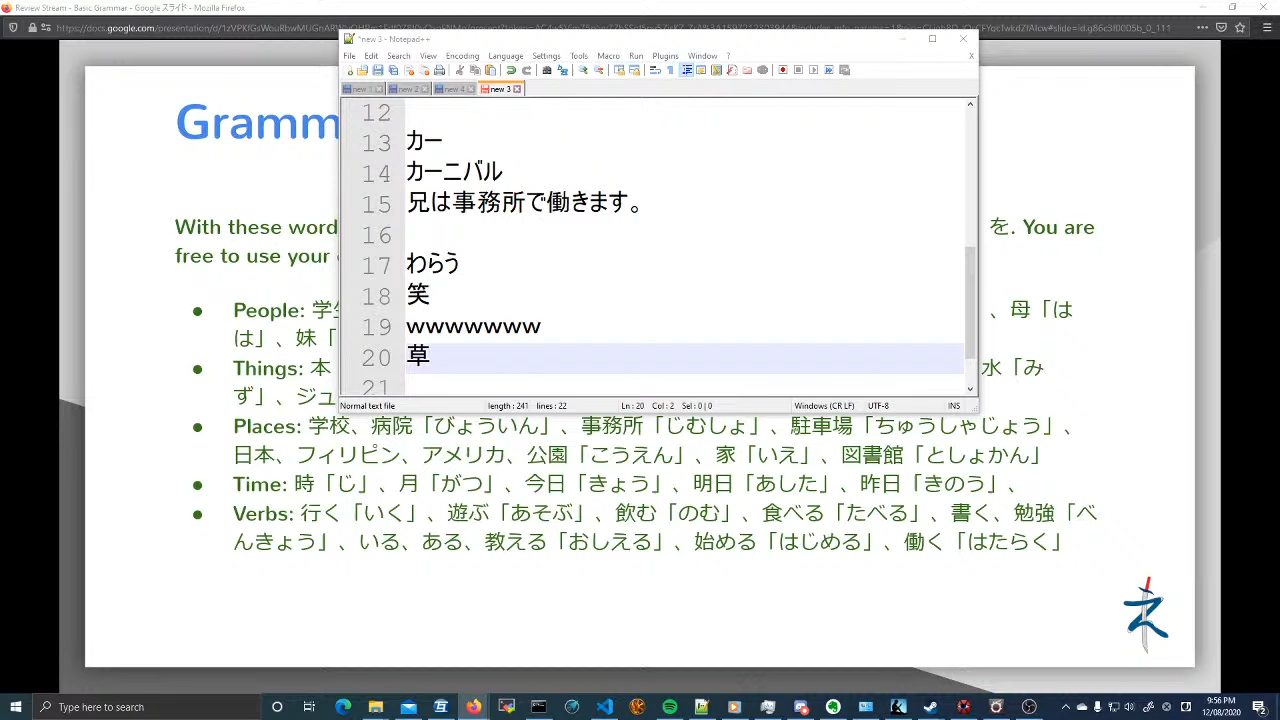 Review Stream - Basic Grammar - Google スライド - Mozilla Firefox
*new 3 - Notepad++
File Edit Search View Encoding Language Settings Tools Macro Run Plugins Window ? X
new 1 new 2 new 4 new 3
12
13 カー
14 カーニバル
15 兄は事務所で働きます。
16
17 わらう
18 笑
19 wwwwwww
20 草
21
Normal text file length : 241 lines : 22 Ln : 20 Col : 2 Sel : 0 | 0 Windows (CR LF) UTF-8 INS
Gramm
With these word を. You are
free to use your
People: 学 、母「は
は」、妹「
Things: 本 水「み
ず」、ジュ
Places: 学校、病院「びょういん」、事務所「じむしょ」、駐車場「ちゅうしゃじょう」、
日本、フィリピン、アメリカ、公園「こうえん」、家「いえ」、図書館「としょかん」
Time: 時「じ」、月「がつ」、今日「きょう」、明日「あした」、昨日「きのう」、
Verbs: 行く「いく」、遊ぶ「あそぶ」、飲む「のむ」、食べる「たべる」、書く、勉強「べ
んきょう」、いる、ある、教える「おしえる」、始める「はじめる」、働く「はたらく」
Type here to search
9:56 PM
12/08/2020